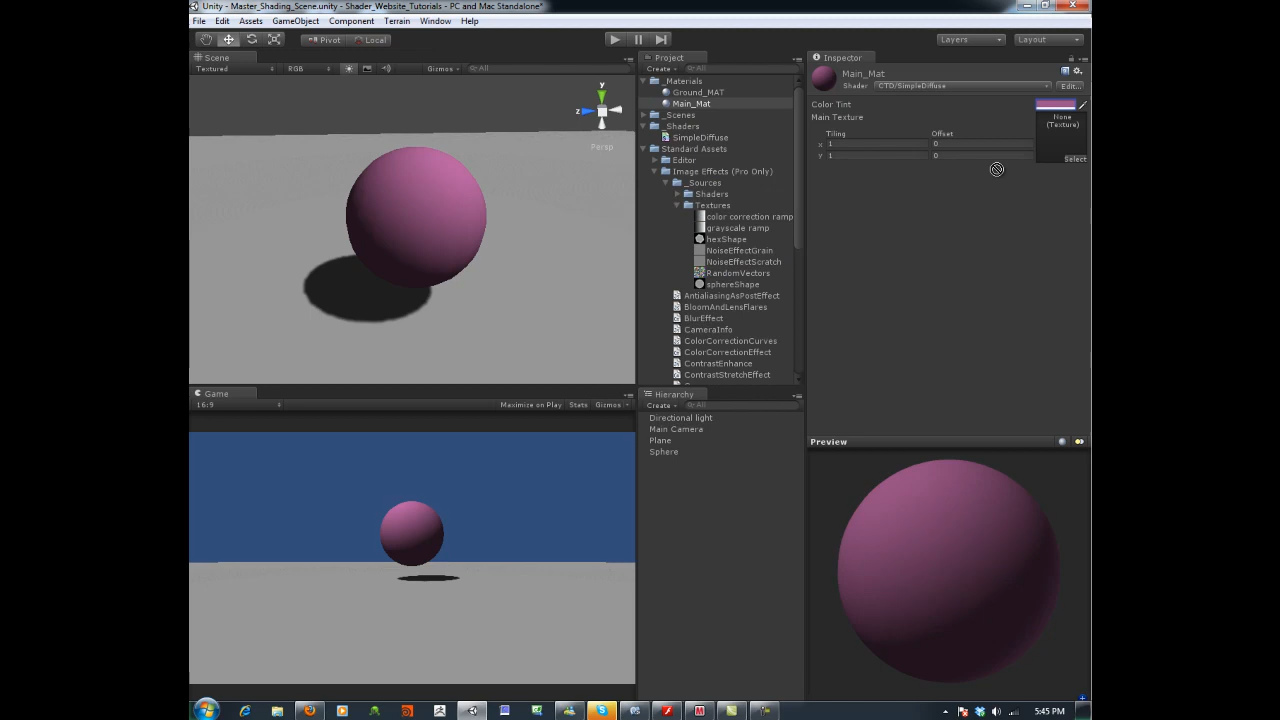 Unity - Master_Shading_Scene.unity - Shader_Website_Tutorials - PC and Mac Standalone*
File Edit Assets GameObject Component Terrain Window Help
Pivot Local Layers Layout
Scene
Textured RGB Gizmos All
y
z
Persp
Game
16:9 Maximize on Play Stats Gizmos
Project
Create All
_Materials
Ground_MAT
Main_Mat
_Scenes
_Shaders
SimpleDiffuse
Standard Assets
Editor
Image Effects (Pro Only)
_Sources
Shaders
Textures
color correction ramp
grayscale ramp
hexShape
NoiseEffectGrain
NoiseEffectScratch
RandomVectors
sphereShape
AntialiasingAsPostEffect
BloomAndLensFlares
BlurEffect
CameraInfo
ColorCorrectionCurves
ColorCorrectionEffect
ContrastEnhance
ContrastStretchEffect
Hierarchy
Create All
Directional light
Main Camera
Plane
Sphere
Inspector
Main_Mat
Shader CTD/SimpleDiffuse Edit...
Color Tint
Main Texture None
(Texture)
Tiling Offset
x 1 0
Y 1 0
Select
Preview
5:45 PM